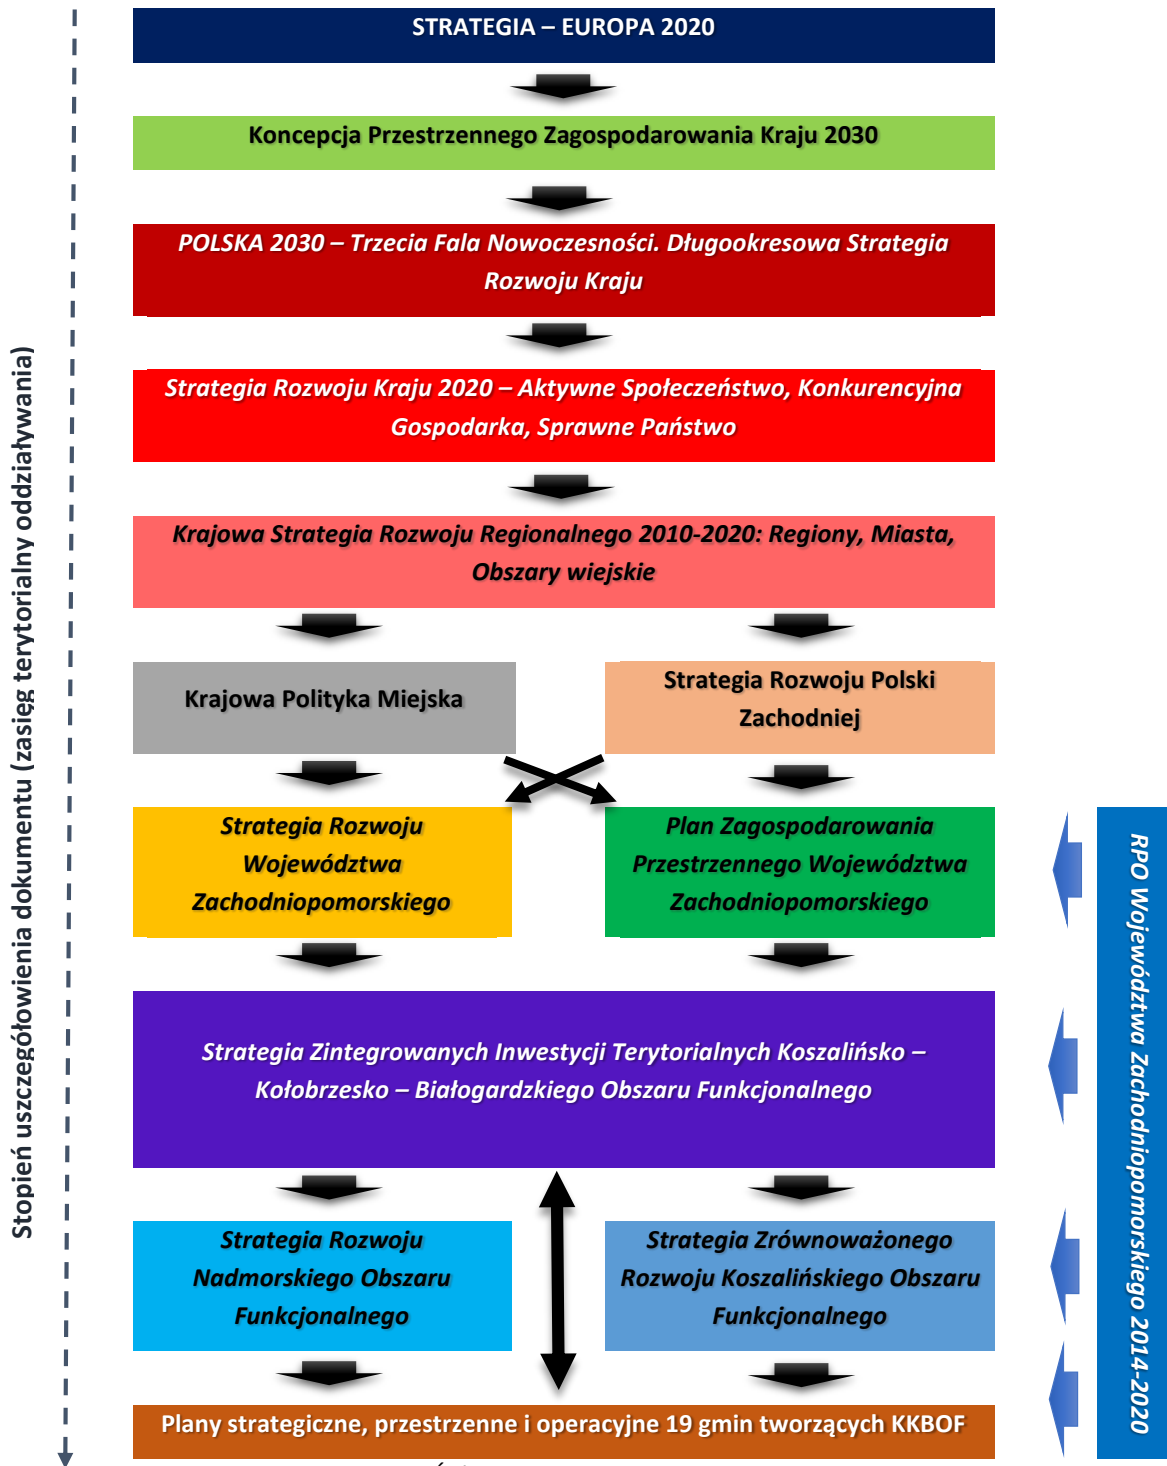 STRATEGIA – EUROPA 2020
Koncepcja Przestrzennego Zagospodarowania Kraju 2030
POLSKA 2030 – Trzecia Fala Nowoczesności. Długookresowa Strategia
Rozwoju Kraju
Strategia Rozwoju Kraju 2020 – Aktywne Społeczeństwo, Konkurencyjna
Gospodarka, Sprawne Państwo
Krajowa Strategia Rozwoju Regionalnego 2010-2020: Regiony, Miasta,
Obszary wiejskie
Krajowa Polityka Miejska
Strategia Rozwoju Polski
Zachodniej
Strategia Rozwoju
Województwa
Zachodniopomorskiego
Plan Zagospodarowania
Przestrzennego Województwa
Zachodniopomorskiego
Strategia Zintegrowanych Inwestycji Terytorialnych Koszalińsko –
Kołobrzesko – Białogardzkiego Obszaru Funkcjonalnego
Strategia Rozwoju
Nadmorskiego Obszaru
Funkcjonalnego
Strategia Zrównoważonego
Rozwoju Koszalińskiego Obszaru
Funkcjonalnego
Plany strategiczne, przestrzenne i operacyjne 19 gmin tworzących KKBOF
Stopień uszczegółowienia dokumentu (zasięg terytorialny oddziaływania)
RPO Województwa Zachodniopomorskiego 2014-2020